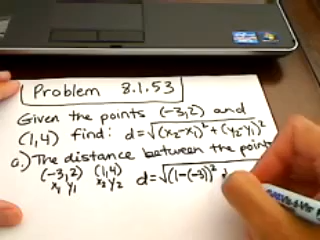 Problem 8.1.53
Given the points (-3,2) and
(1,4) find: d=√(x₂-x₁)²+(y₂-y₁)²
a.) The distance between the point
(-3,2) (1,4) d=√(1-(-3))²
x₁ y₁ x₂ y₂